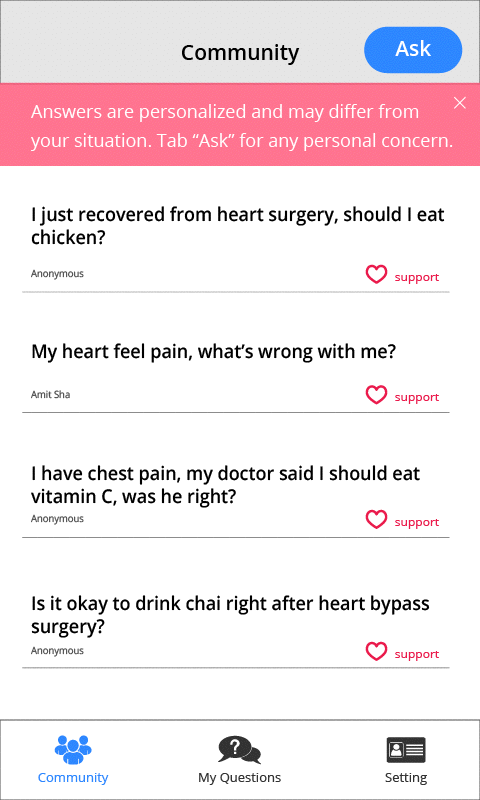 Community
Ask
Answers are personalized and may differ from
your situation. Tab “Ask” for any personal concern.
I just recovered from heart surgery, should I eat
chicken?
Anonymous
support
My heart feel pain, what’s wrong with me?
Amit Sha
support
I have chest pain, my doctor said I should eat
vitamin C, was he right?
Anonymous
support
Is it okay to drink chai right after heart bypass
surgery?
Anonymous
support
?
Community
My Questions
Setting